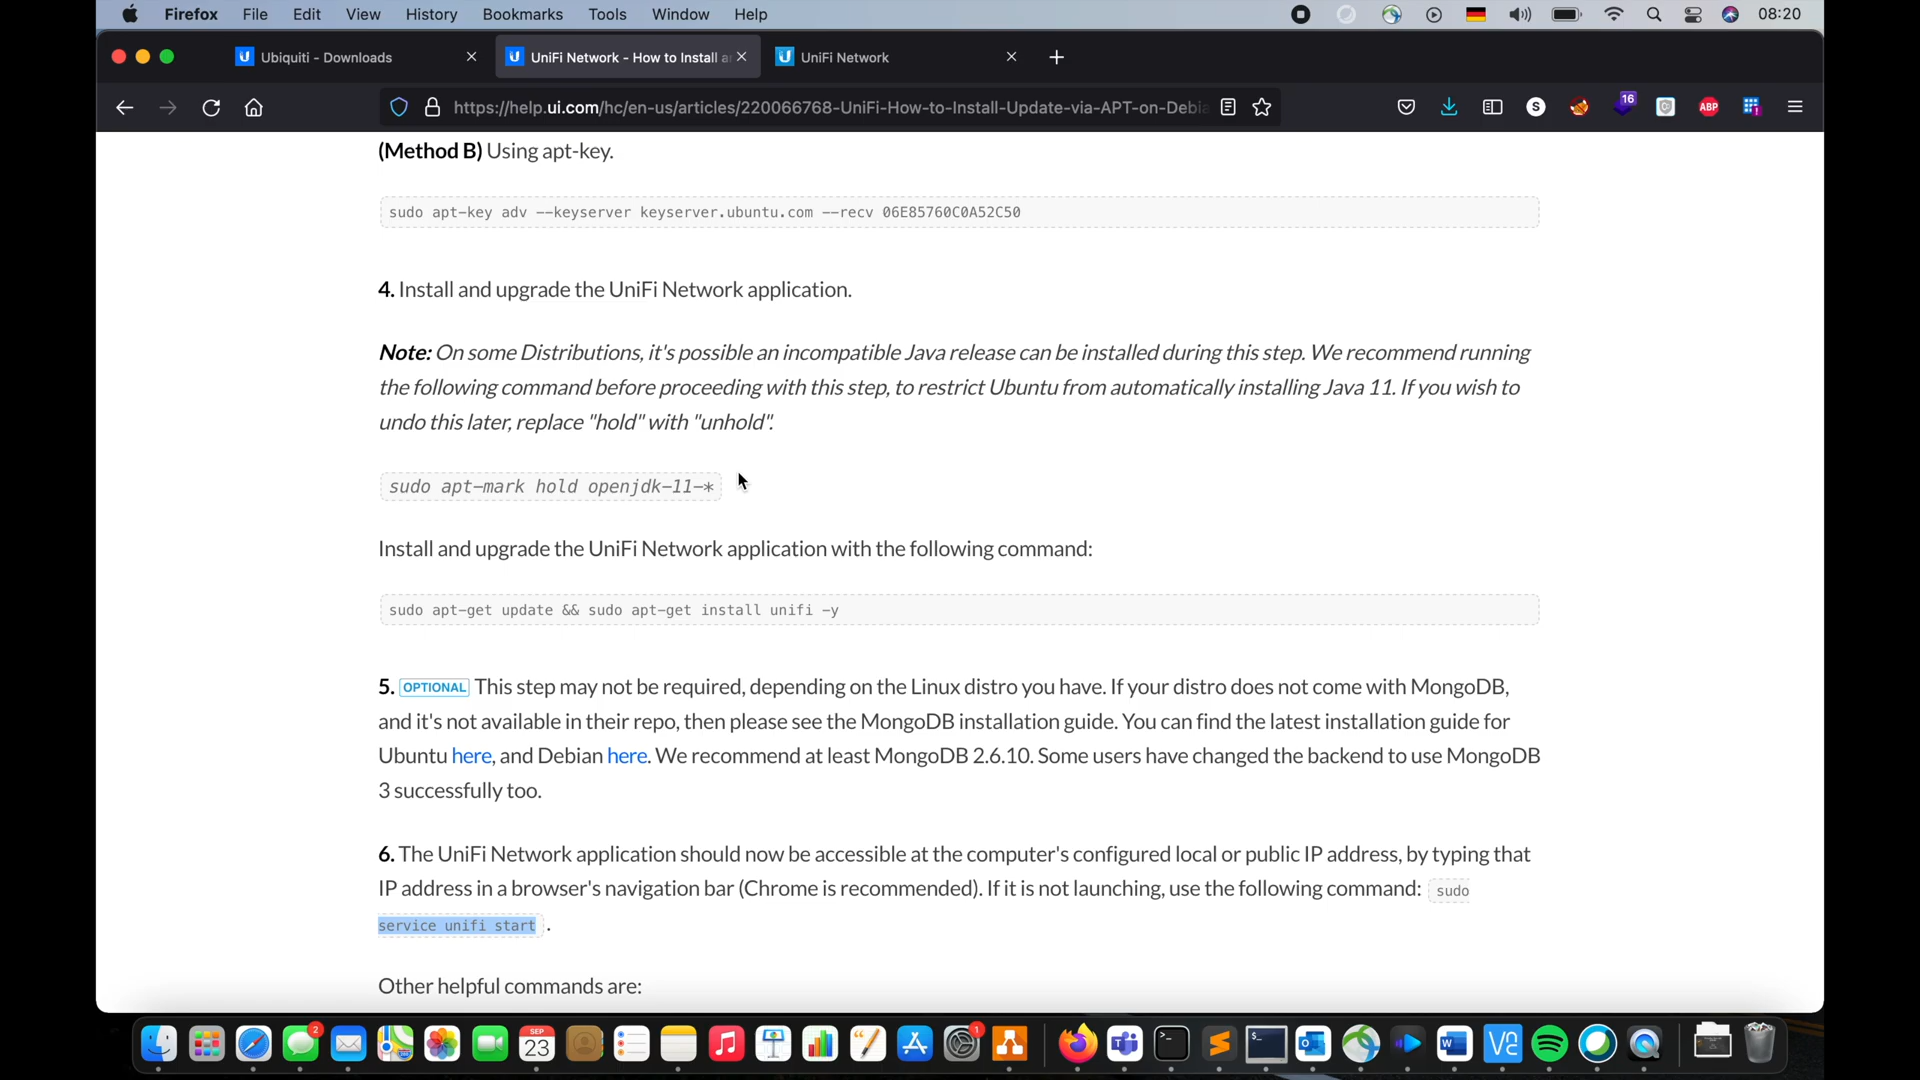 Firefox File Edit View History Bookmarks Tools Window Help 08:20
Ubiquiti - Downloads
UniFi Network - How to Install a
UniFi Network
https://help.ui.com/hc/en-us/articles/220066768-UniFi-How-to-Install-Update-via-APT-on-Debia
S
16
ABP
1
(Method B) Using apt-key.
sudo apt-key adv --keyserver keyserver.ubuntu.com --recv 06E85760C0A52C50
4. Install and upgrade the UniFi Network application.
Note: On some Distributions, it's possible an incompatible Java release can be installed during this step. We recommend running
the following command before proceeding with this step, to restrict Ubuntu from automatically installing Java 11. If you wish to
undo this later, replace "hold" with "unhold".
sudo apt-mark hold openjdk-11-*
Install and upgrade the UniFi Network application with the following command:
sudo apt-get update && sudo apt-get install unifi -y
5. OPTIONAL This step may not be required, depending on the Linux distro you have. If your distro does not come with MongoDB,
and it's not available in their repo, then please see the MongoDB installation guide. You can find the latest installation guide for
Ubuntu here, and Debian here. We recommend at least MongoDB 2.6.10. Some users have changed the backend to use MongoDB
3 successfully too.
6. The UniFi Network application should now be accessible at the computer's configured local or public IP address, by typing that
IP address in a browser's navigation bar (Chrome is recommended). If it is not launching, use the following command: sudo
service unifi start .
Other helpful commands are:
2
SEP
23
1